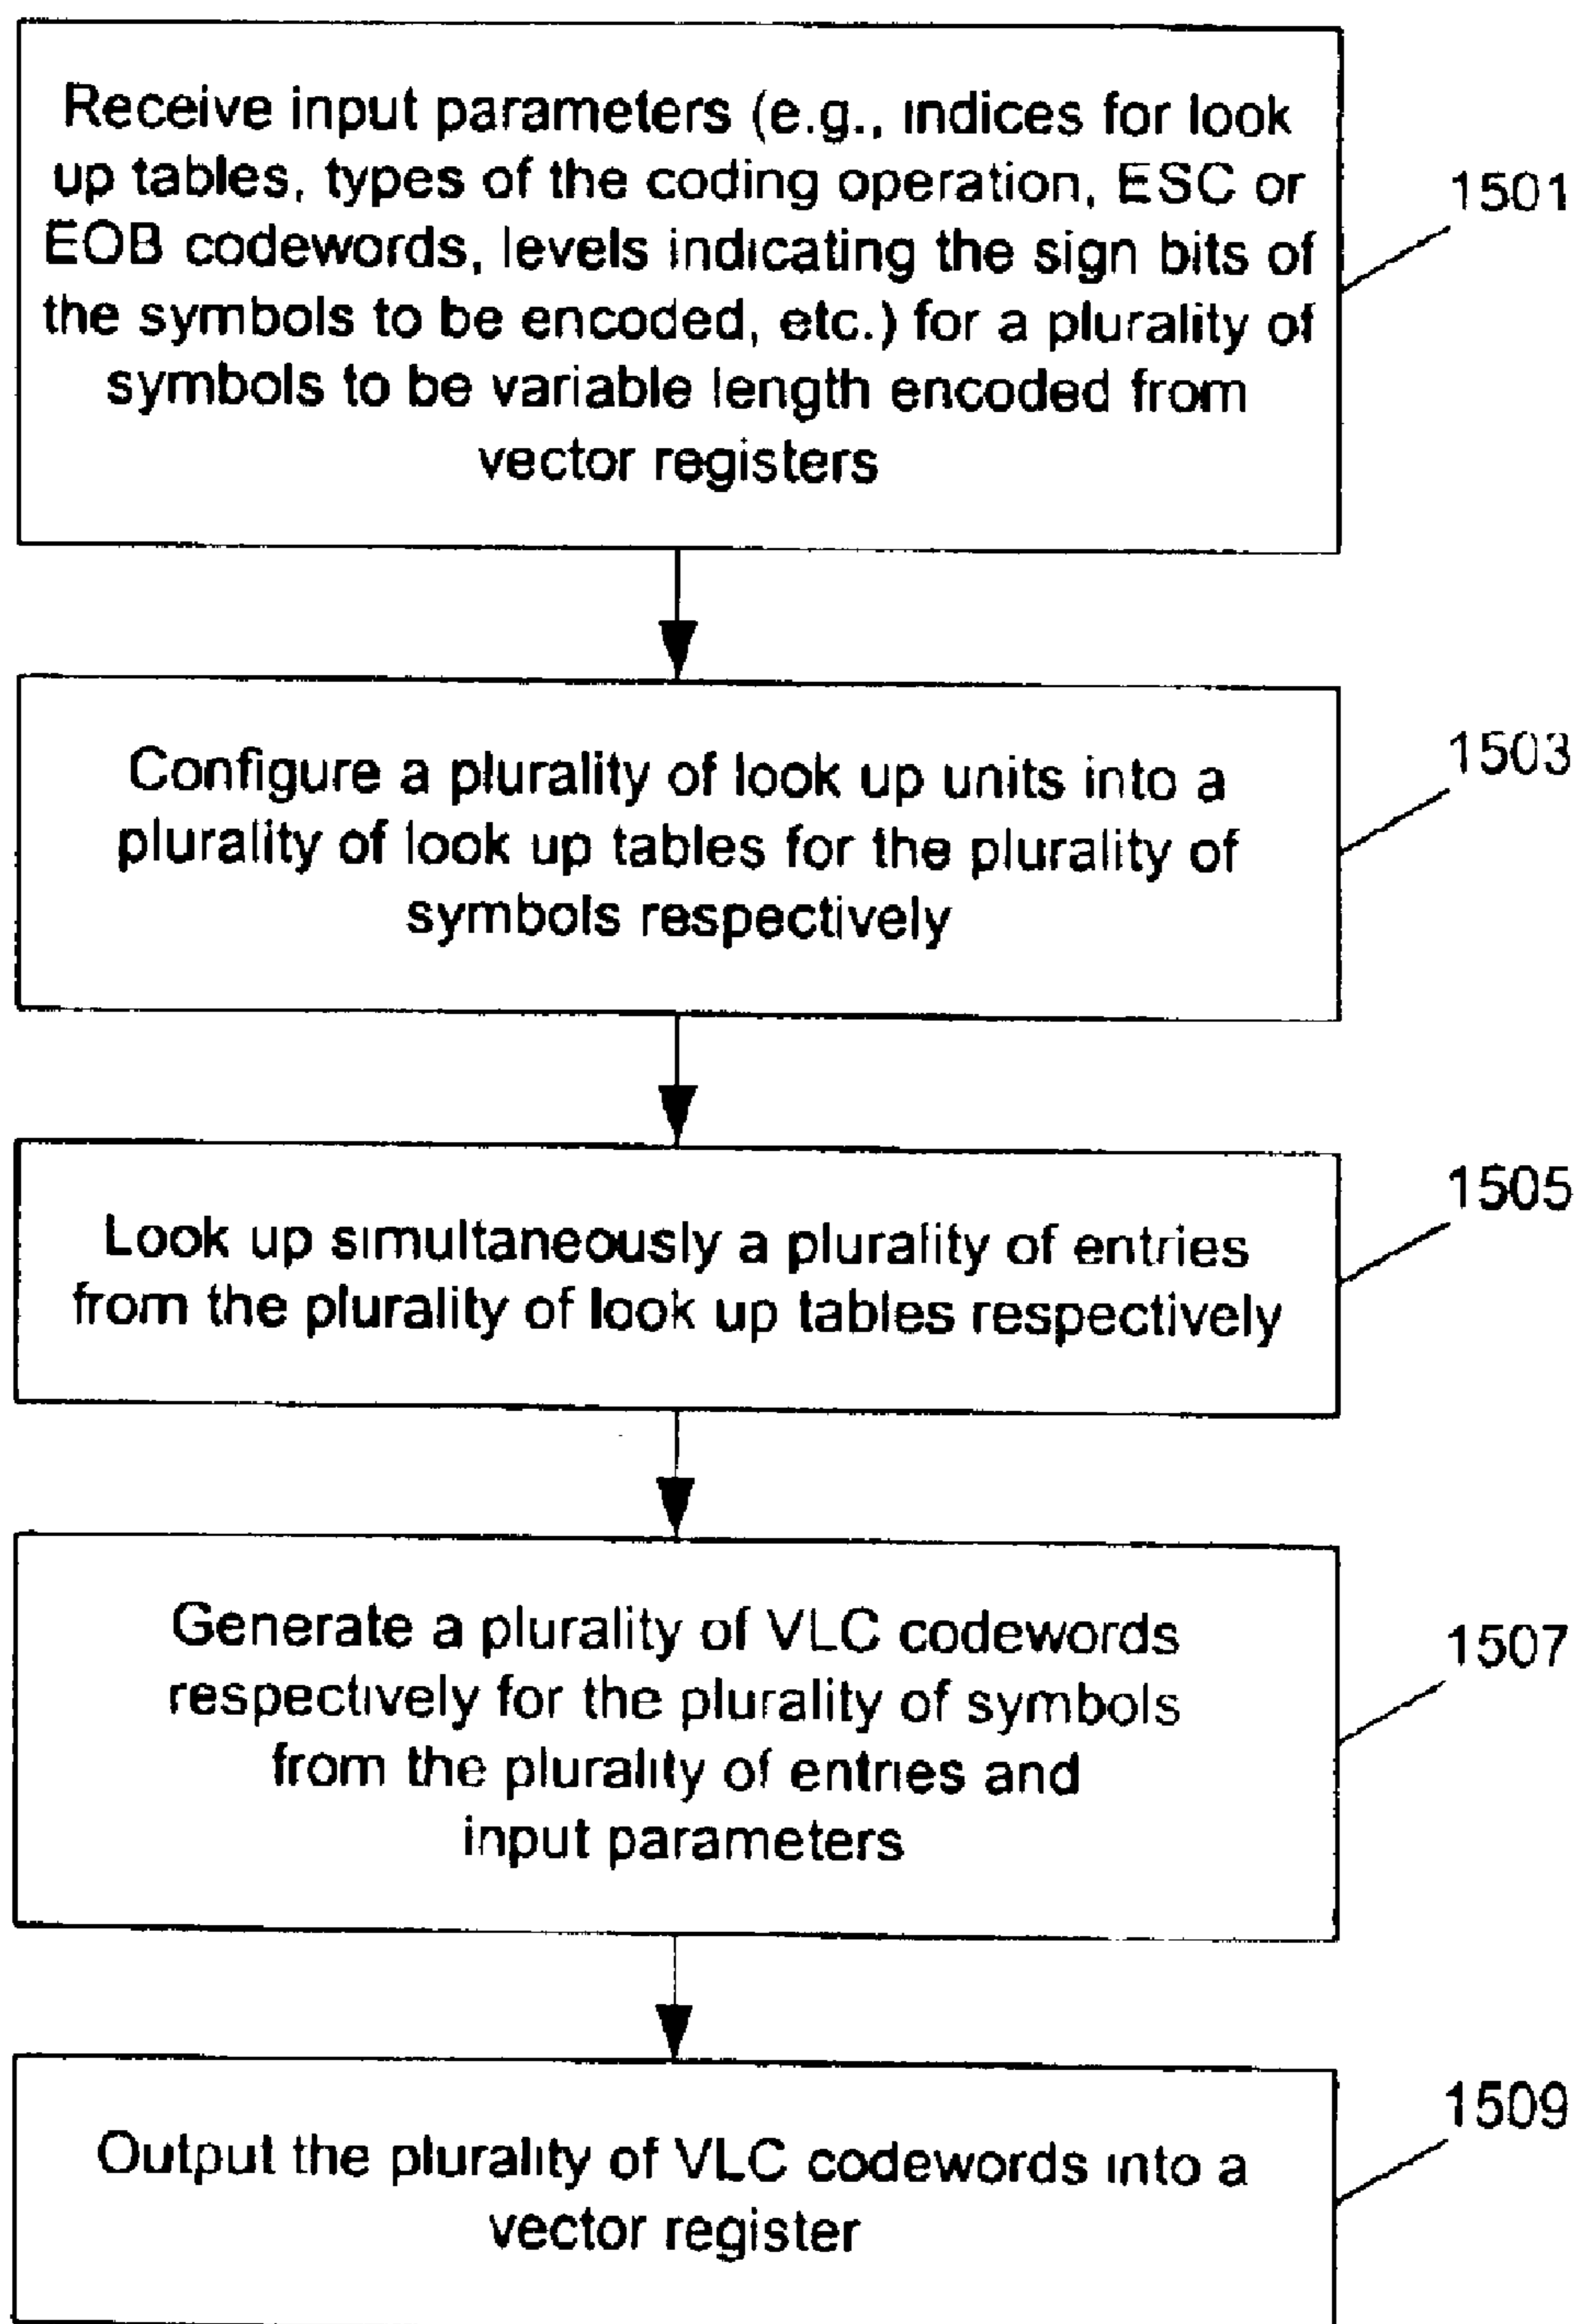 Receive input parameters (e.g., indices for look
up tables, types of the coding operation, ESC or
EOB codewords, levels indicating the sign bits of
the symbols to be encoded, etc.) for a plurality of
symbols to be variable length encoded from
vector registers
1501
Configure a plurality of look up units into a
plurality of look up tables for the plurality of
symbols respectively
1503
Look up simultaneously a plurality of entries
from the plurality of look up tables respectively
1505
Generate a plurality of VLC codewords
respectively for the plurality of symbols
from the plurality of entries and
input parameters
1507
Output the plurality of VLC codewords into a
vector register
1509